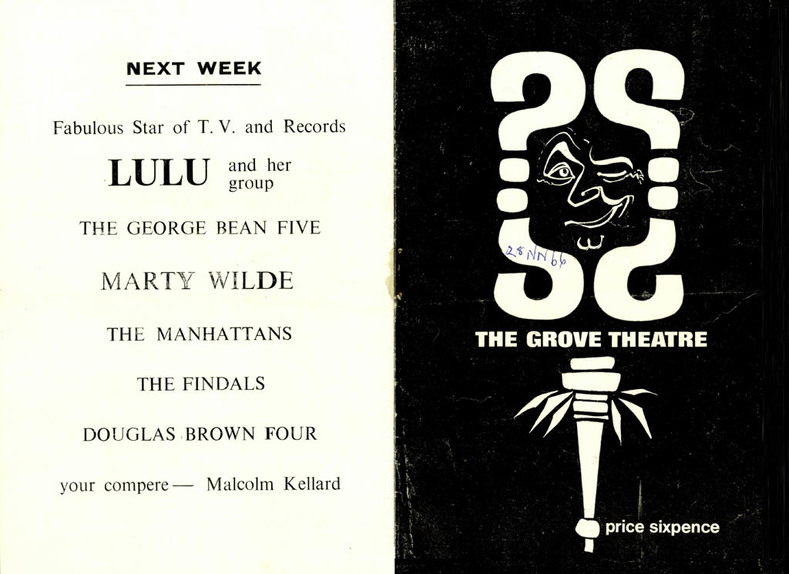 NEXT WEEK
Fabulous Star of T. V. and Records
LULU and her group
THE GEORGE BEAN FIVE
MARTY WILDE
THE MANHATTANS
THE FINDALS
DOUGLAS BROWN FOUR
your compere — Malcolm Kellard
THE GROVE THEATRE
price sixpence